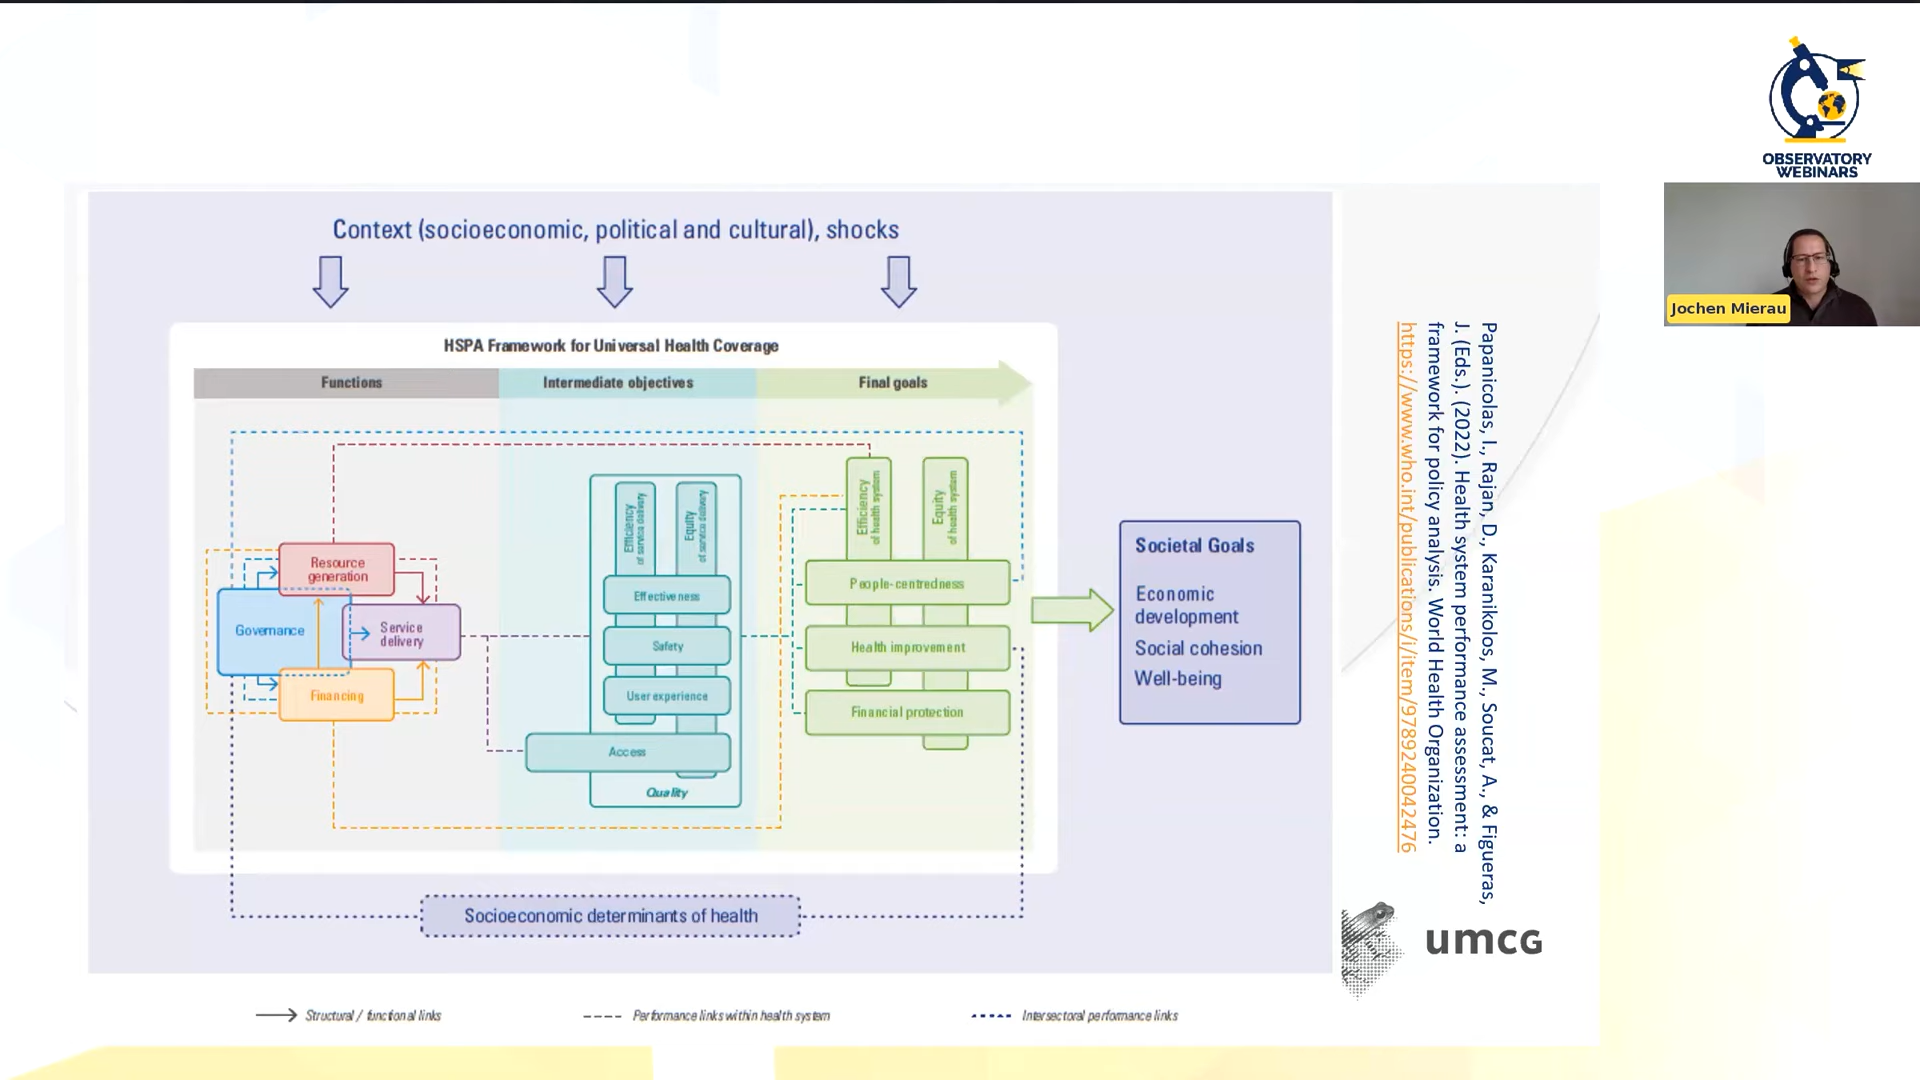 OBSERVATORY
WEBINARS
Jochen Mierau
Context (socioeconomic, political and cultural), shocks
HSPA Framework for Universal Health Coverage
Functions
Intermediate objectives
Final goals
Resource
generation
Governance
Service
delivery
Financing
Efficiency
of service delivery
Equity
of service delivery
Effectiveness
Safety
User experience
Access
Quality
Efficiency
of health system
Equity
of health system
People-centredness
Health improvement
Financial protection
Societal Goals
Economic
development
Social cohesion
Well-being
Socioeconomic determinants of health
Structural / functional links
Performance links within health system
Intersectoral performance links
Papanicolas, I., Rajan, D., Karanikolos, M., Soucat, A., & Figueras,
J. (Eds.). (2022). Health system performance assessment: a
framework for policy analysis. World Health Organization.
https://www.who.int/publications/i/item/9789240042476
umcg